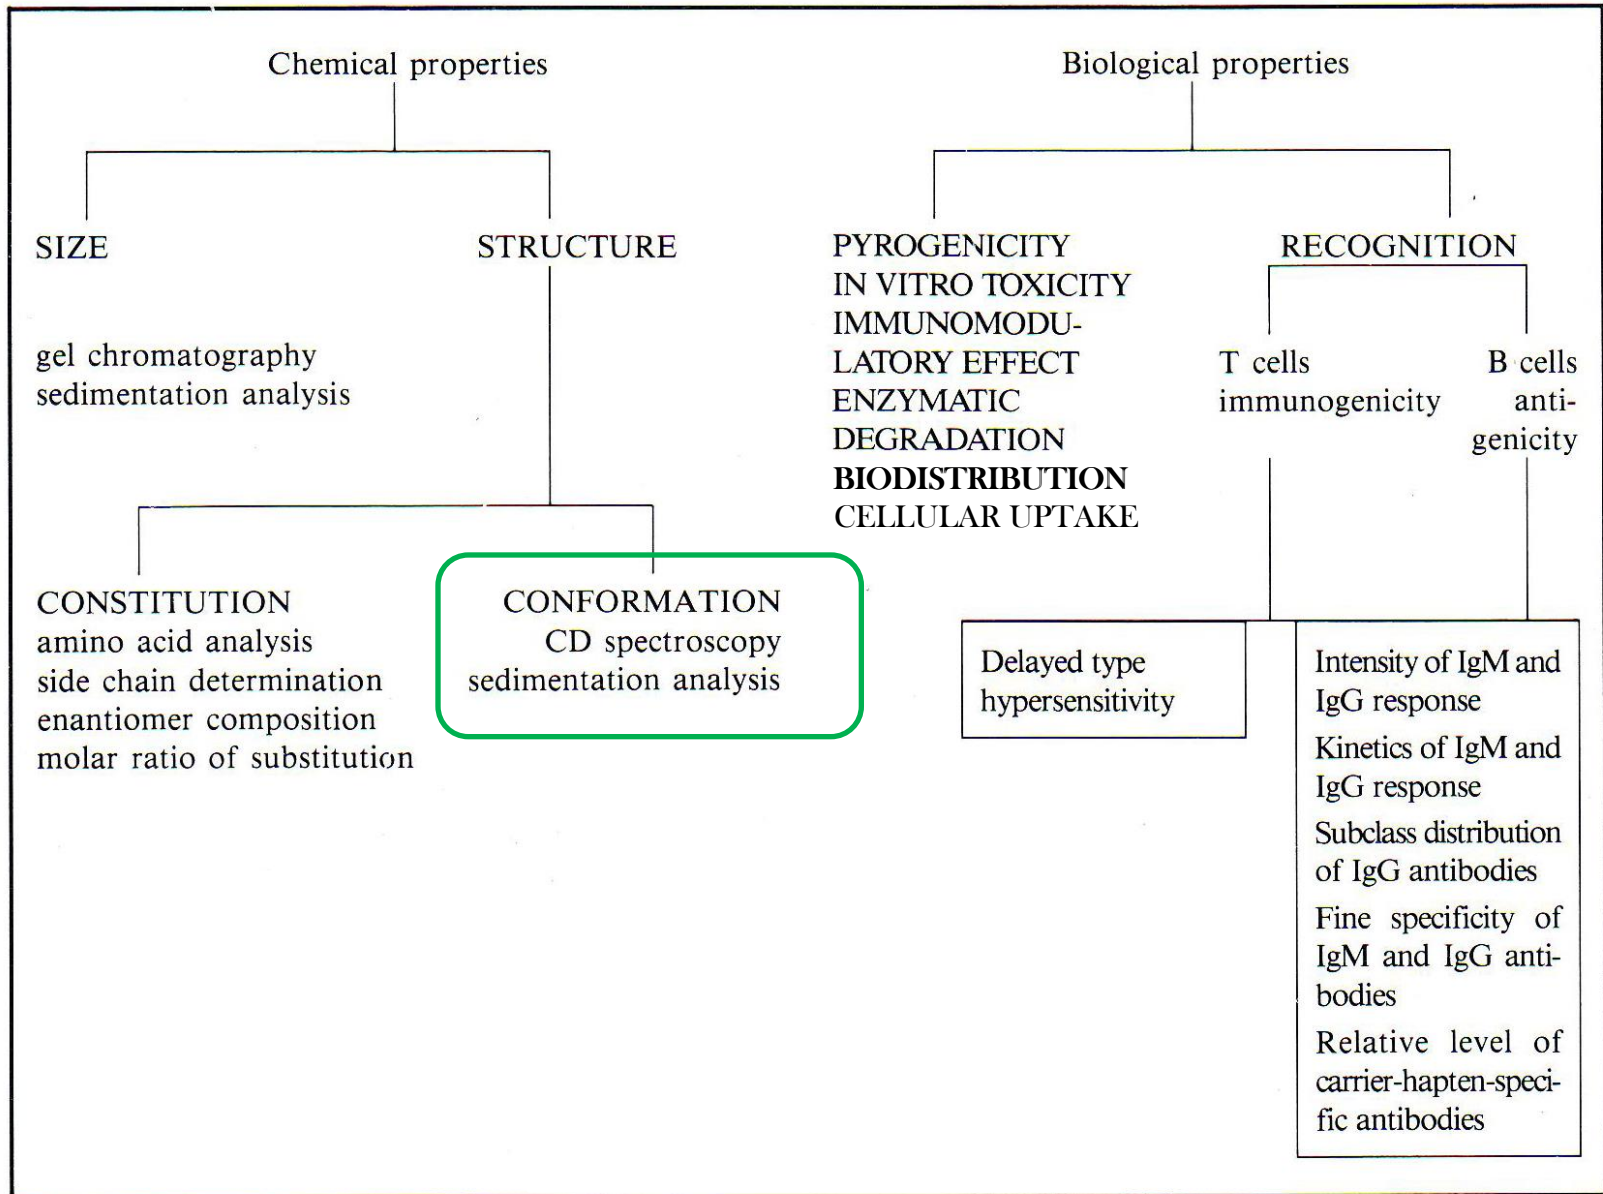 Chemical properties
Biological properties
SIZE
STRUCTURE
PYROGENICITY
IN VITRO TOXICITY
IMMUNOMODU-
LATORY EFFECT
ENZYMATIC
DEGRADATION
BIODISTRIBUTION
CELLULAR UPTAKE
RECOGNITION
gel chromatography
sedimentation analysis
T cells
immunogenicity
B cells
anti-
genicity
CONSTITUTION
amino acid analysis
side chain determination
enantiomer composition
molar ratio of substitution
CONFORMATION
CD spectroscopy
sedimentation analysis
Delayed type
hypersensitivity
Intensity of IgM and
IgG response
Kinetics of IgM and
IgG response
Subclass distribution
of IgG antibodies
Fine specificity of
IgM and IgG anti-
bodies
Relative level of
carrier-hapten-speci-
fic antibodies